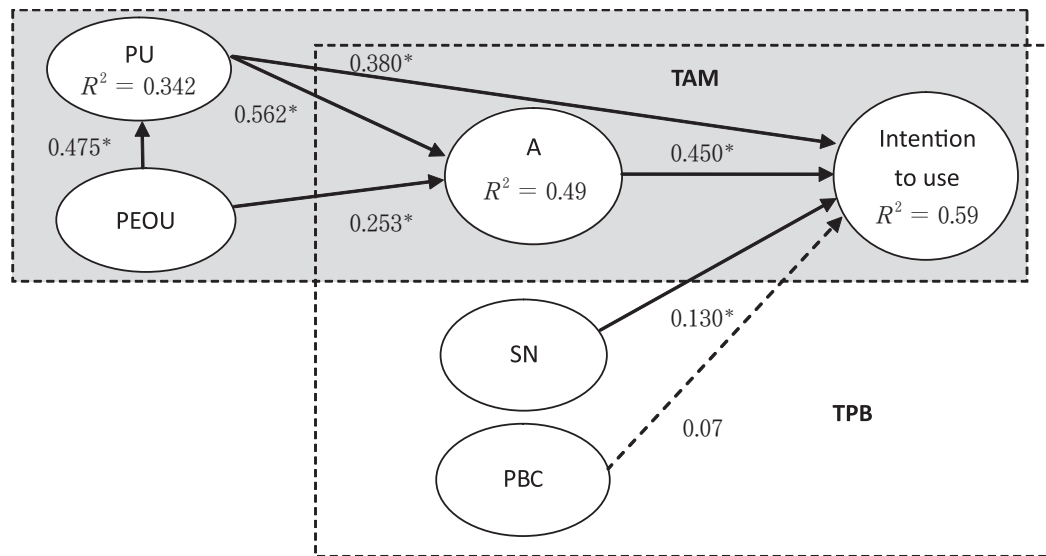 PU
R² = 0.342
0.380*
TAM
0.562*
0.475*
A
R² = 0.49
0.450*
Intention
to use
R² = 0.59
PEOU
0.253*
SN
0.130*
TPB
0.07
PBC